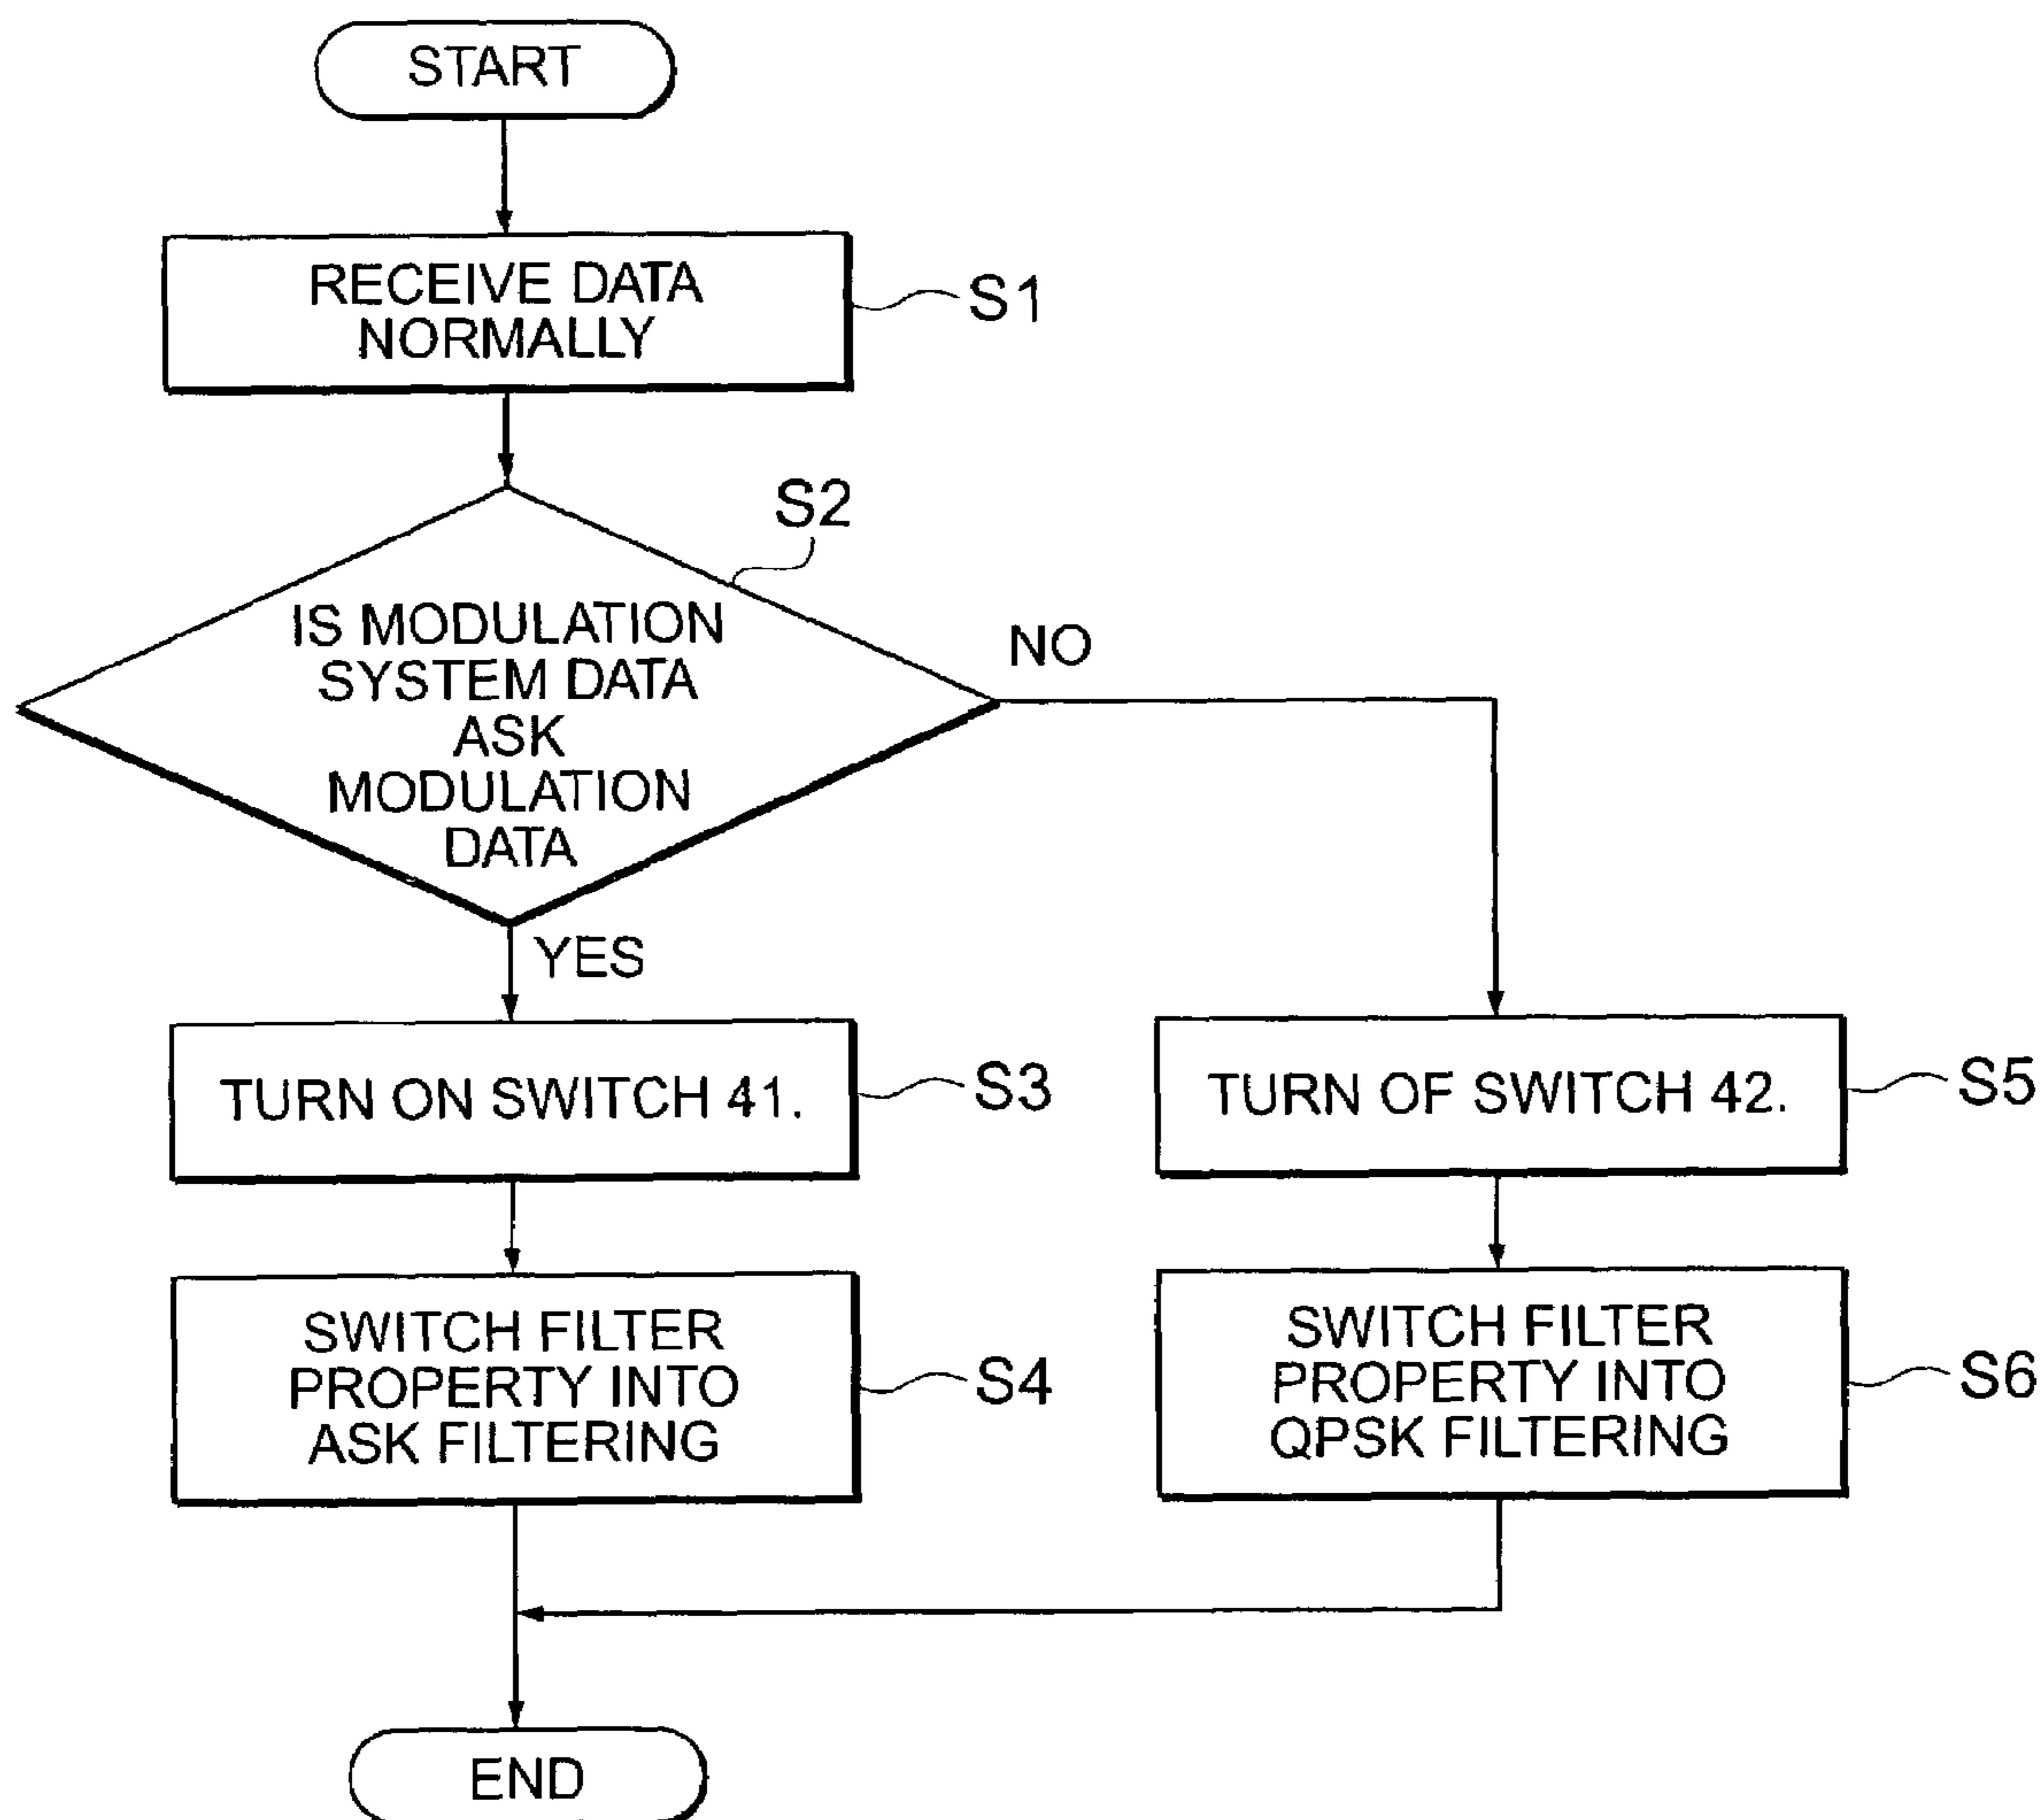 START
RECEIVE DATA
NORMALLY
S1
S2
IS MODULATION
SYSTEM DATA
ASK
MODULATION
DATA
NO
YES
TURN ON SWITCH 41.
S3
TURN OF SWITCH 42.
S5
SWITCH FILTER
PROPERTY INTO
ASK FILTERING
S4
SWITCH FILTER
PROPERTY INTO
QPSK FILTERING
S6
END